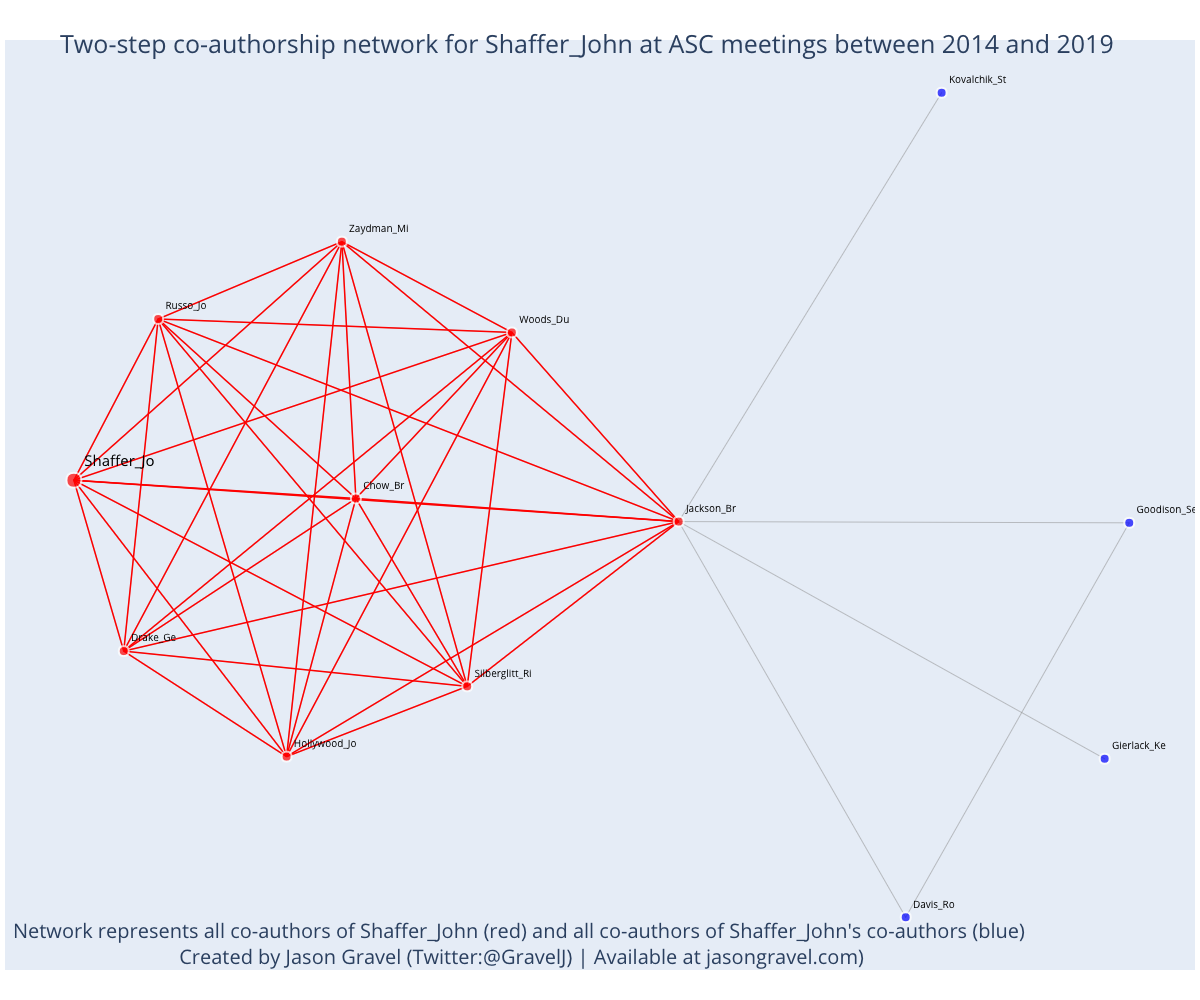 Two-step co-authorship network for Shaffer_John at ASC meetings between 2014 and 2019
Kovalchik_St
Zaydman_Mi
Russo_Jo
Woods_Du
Shaffer_Jo
Chow_Br
Jackson_Br
Goodison_Se
Drake_Ge
Silberglitt_Ri
Hollywood_Jo
Gierlack_Ke
Davis_Ro
Network represents all co-authors of Shaffer_John (red) and all co-authors of Shaffer_John's co-authors (blue)
Created by Jason Gravel (Twitter:@GravelJ) | Available at jasongravel.com)